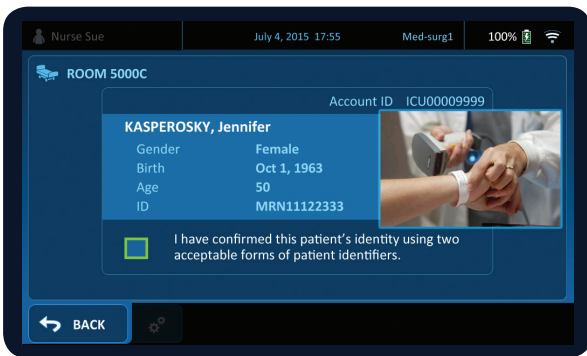 Nurse Sue July 4, 2015 17:55 Med-surg1 100%
ROOM 5000C
Account ID ICU00009999
KASPEROSKY, Jennifer
Gender Female
Birth Oct 1, 1963
Age 50
ID MRN11122333
I have confirmed this patient's identity using two
acceptable forms of patient identifiers.
BACK